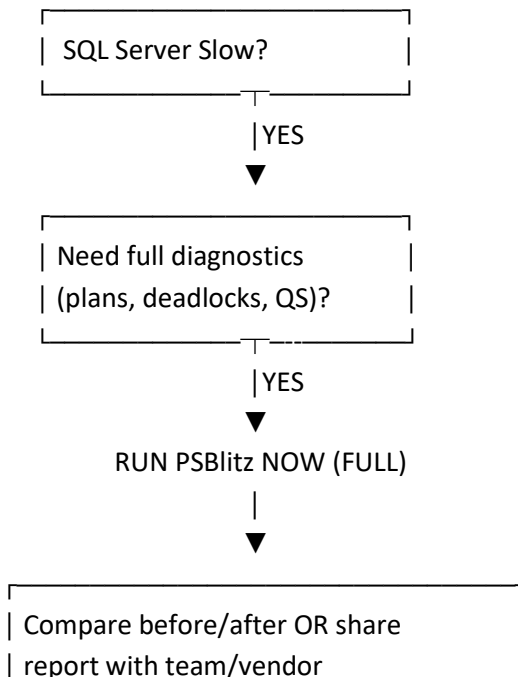 SQL Server Slow?
YES
Need full diagnostics
(plans, deadlocks, QS)?
YES
RUN PSBlitz NOW (FULL)
Compare before/after OR share
report with team/vendor